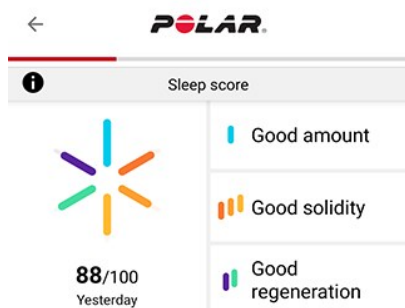 POLAR
Sleep score
Good amount
Good solidity
Good
regeneration
88/100
Yesterday